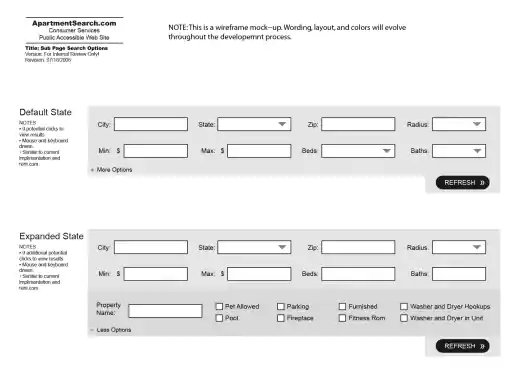 ApartmentSearch.com
Consumer Services
Public Accessible Web Site
Title: Sub Page Search Options
Version: For Internal Review Only!
Revision: 07/18/2006
NOTE: This is a wireframe mock-up. Wording, layout, and colors will evolve
throughout the developemnt process.
Default State
NOTES
potential clicks to
view results
• Mouse and keyboard
driven.
- Similar to current
implementation and
rent.com
City: State: Zip: Radius:
Min: $ Max: $ Beds: Baths:
+ More Options
REFRESH »
Expanded State
NOTES
additional potential
clicks to view results
• Mouse and keyboard
driven.
- Similar to current
implementation and
rent.com
City: State: Zip: Radius:
Min: $ Max: $ Beds: Baths:
Property
Name:
Pet Allowed Parking Furnished Washer and Dryer Hookups
Pool Fireplace Fitness Rom Washer and Dryer in Unit
- Less Options
REFRESH »